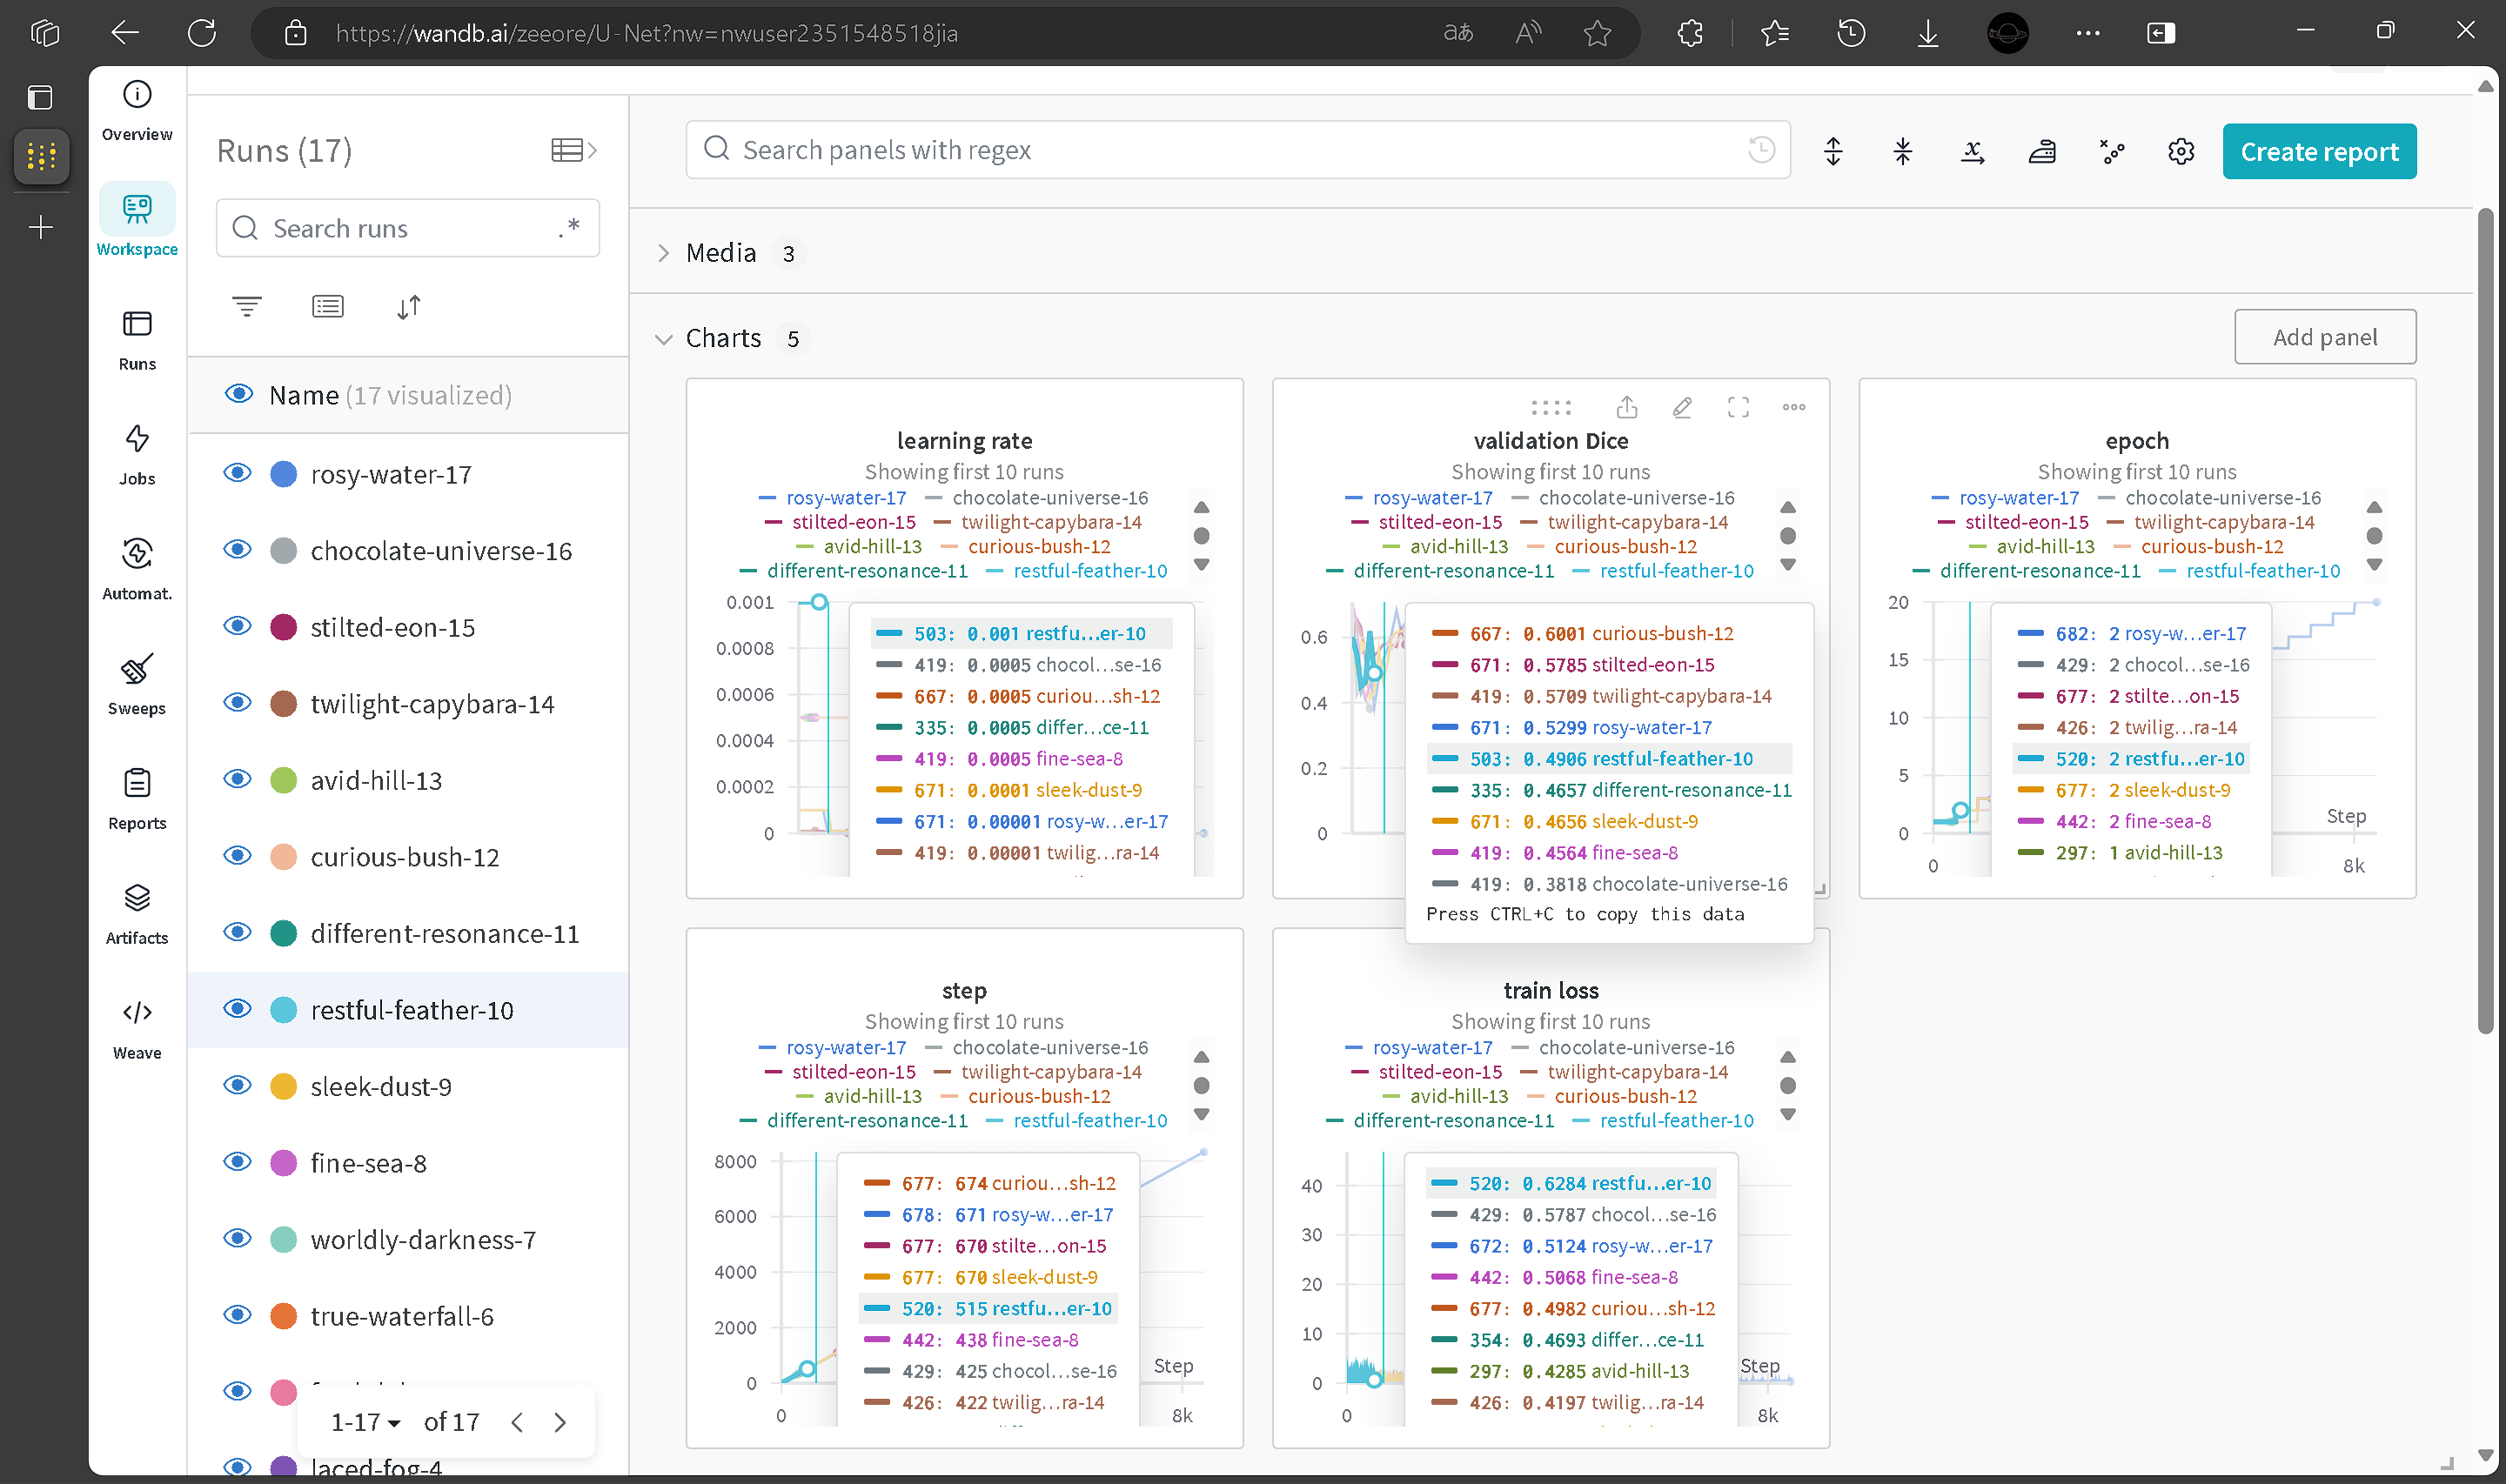 https://wandb.ai/zeeore/U-Net?nw=nwuser2351548518jia
aあ
A
Overview
Workspace
Runs
Jobs
Automat.
Sweeps
Reports
Artifacts
Weave
Runs (17)
Search runs
.*
Name (17 visualized)
rosy-water-17
chocolate-universe-16
stilted-eon-15
twilight-capybara-14
avid-hill-13
curious-bush-12
different-resonance-11
restful-feather-10
sleek-dust-9
fine-sea-8
worldly-darkness-7
true-waterfall-6
laced-fog-4
1-17 of 17
Search panels with regex
Create report
Media 3
Charts 5
Add panel
learning rate
Showing first 10 runs
rosy-water-17 chocolate-universe-16
stilted-eon-15 twilight-capybara-14
avid-hill-13 curious-bush-12
different-resonance-11 restful-feather-10
0.001
0.0008
0.0006
0.0004
0.0002
0
503: 0.001 restfu...er-10
419: 0.0005 chocol...se-16
667: 0.0005 curiou...sh-12
335: 0.0005 differ...ce-11
419: 0.0005 fine-sea-8
671: 0.0001 sleek-dust-9
671: 0.00001 rosy-w...er-17
419: 0.00001 twilig...ra-14
validation Dice
Showing first 10 runs
rosy-water-17 chocolate-universe-16
stilted-eon-15 twilight-capybara-14
avid-hill-13 curious-bush-12
different-resonance-11 restful-feather-10
0.6
0.4
0.2
0
667: 0.6001 curious-bush-12
671: 0.5785 stilted-eon-15
419: 0.5709 twilight-capybara-14
671: 0.5299 rosy-water-17
503: 0.4906 restful-feather-10
335: 0.4657 different-resonance-11
671: 0.4656 sleek-dust-9
419: 0.4564 fine-sea-8
419: 0.3818 chocolate-universe-16
Press CTRL+C to copy this data
epoch
Showing first 10 runs
rosy-water-17 chocolate-universe-16
stilted-eon-15 twilight-capybara-14
avid-hill-13 curious-bush-12
different-resonance-11 restful-feather-10
20
15
10
5
0
682: 2 rosy-w...er-17
429: 2 chocol...se-16
677: 2 stilte...on-15
426: 2 twilig...ra-14
520: 2 restfu...er-10
677: 2 sleek-dust-9
442: 2 fine-sea-8
297: 1 avid-hill-13
Step
0 8k
step
Showing first 10 runs
rosy-water-17 chocolate-universe-16
stilted-eon-15 twilight-capybara-14
avid-hill-13 curious-bush-12
different-resonance-11 restful-feather-10
8000
6000
4000
2000
0
677: 674 curiou...sh-12
678: 671 rosy-w...er-17
677: 670 stilte...on-15
677: 670 sleek-dust-9
520: 515 restfu...er-10
442: 438 fine-sea-8
429: 425 chocol...se-16
426: 422 twilig...ra-14
Step
0 8k
train loss
Showing first 10 runs
rosy-water-17 chocolate-universe-16
stilted-eon-15 twilight-capybara-14
avid-hill-13 curious-bush-12
different-resonance-11 restful-feather-10
40
30
20
10
0
520: 0.6284 restfu...er-10
429: 0.5787 chocol...se-16
672: 0.5124 rosy-w...er-17
442: 0.5068 fine-sea-8
677: 0.4982 curiou...sh-12
354: 0.4693 differ...ce-11
297: 0.4285 avid-hill-13
426: 0.4197 twilig...ra-14
Step
0 8k